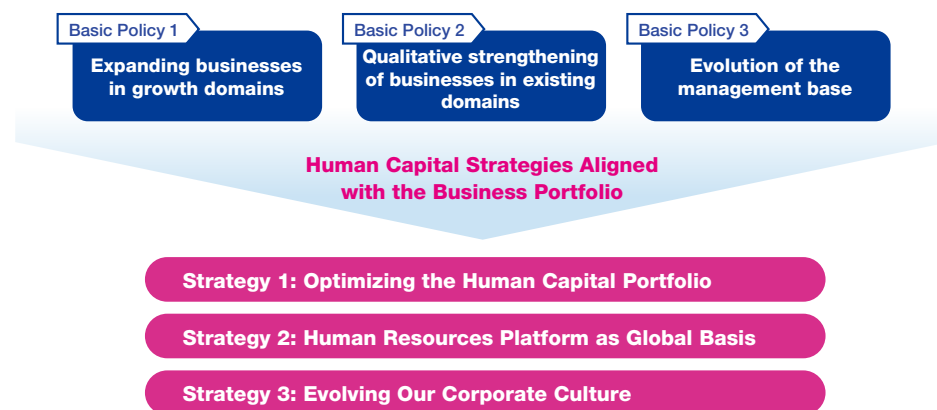 Basic Policy 1
Expanding businesses
in growth domains
Basic Policy 2
Qualitative strengthening
of businesses in existing
domains
Basic Policy 3
Evolution of the
management base
Human Capital Strategies Aligned
with the Business Portfolio
Strategy 1: Optimizing the Human Capital Portfolio
Strategy 2: Human Resources Platform as Global Basis
Strategy 3: Evolving Our Corporate Culture